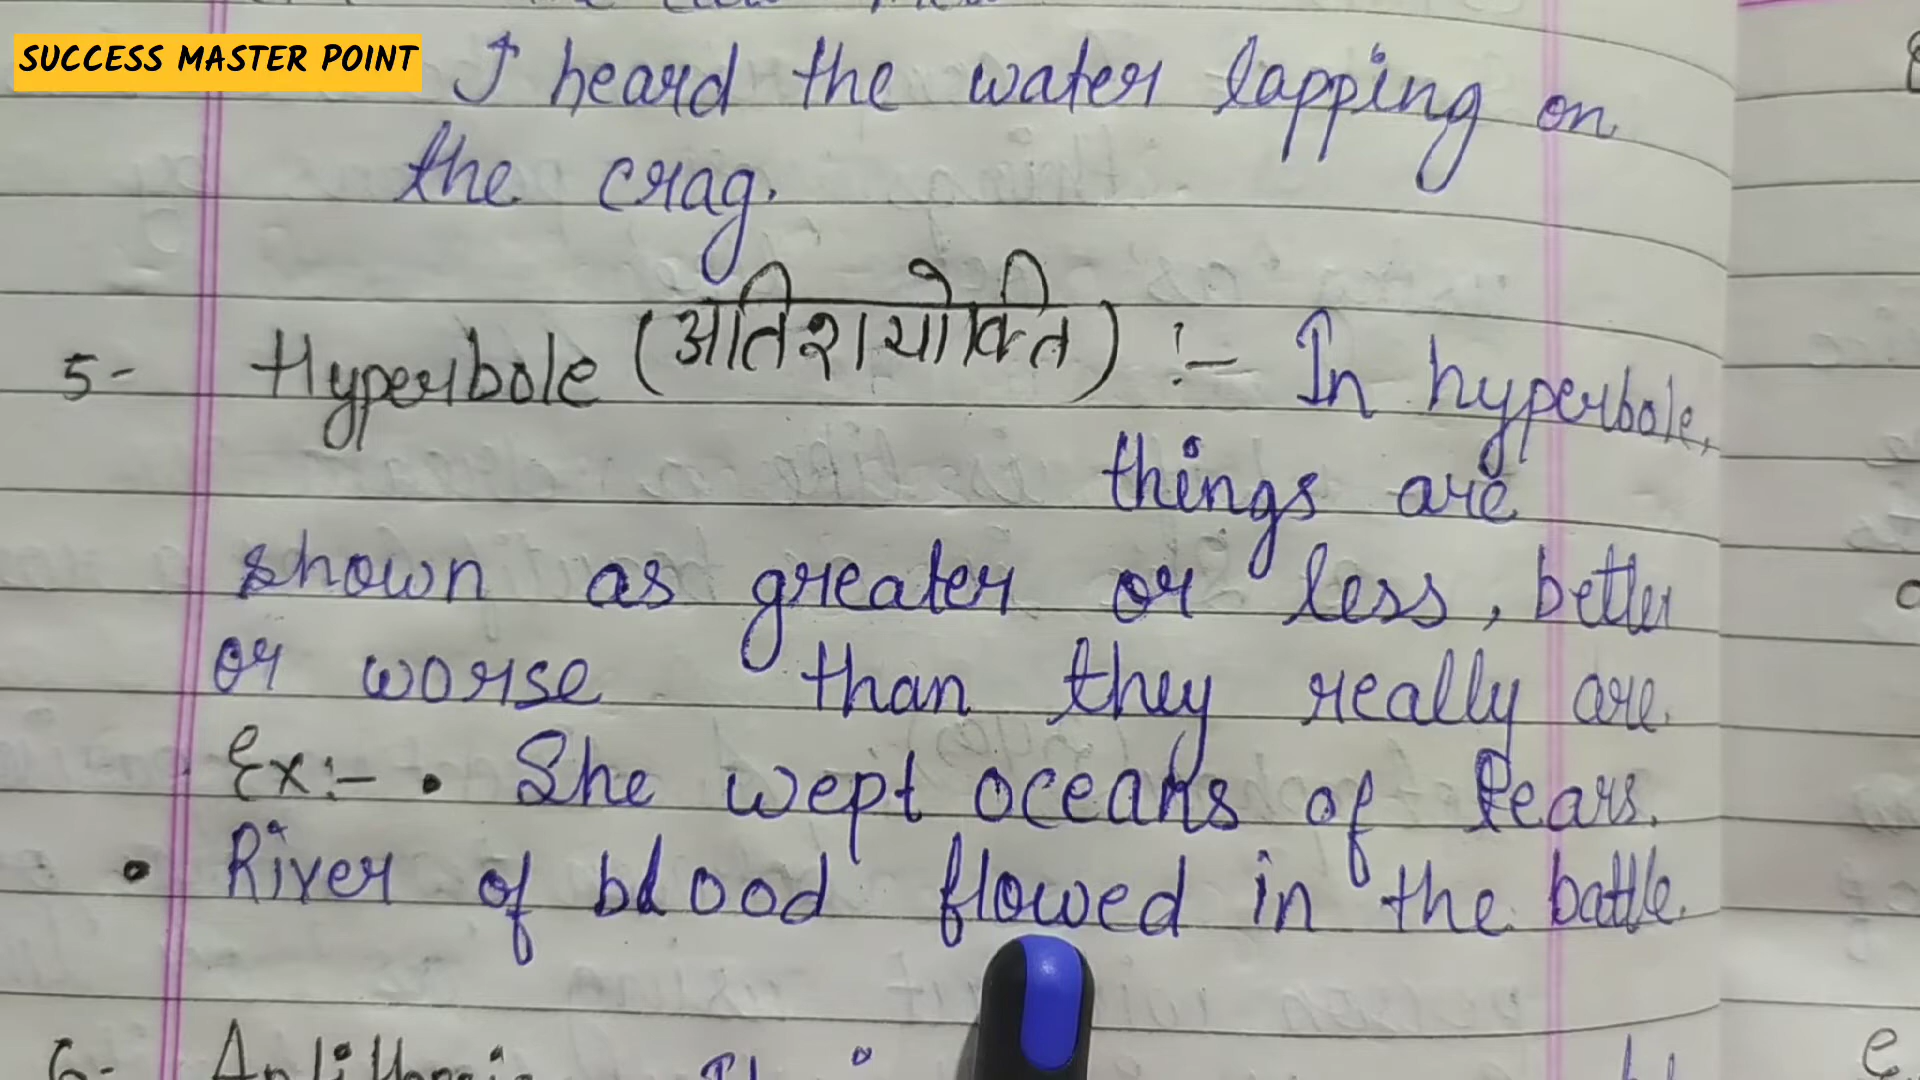 SUCCESS MASTER POINT
I heard the water lapping on
the crag.
5- Hyperbole (अतिशयोक्ति) :- In hyperbole,
things are
shown as greater or less, better
or worse than they really are.
Ex:- • She wept oceans of tears.
• River of blood flowed in the battle.
6-